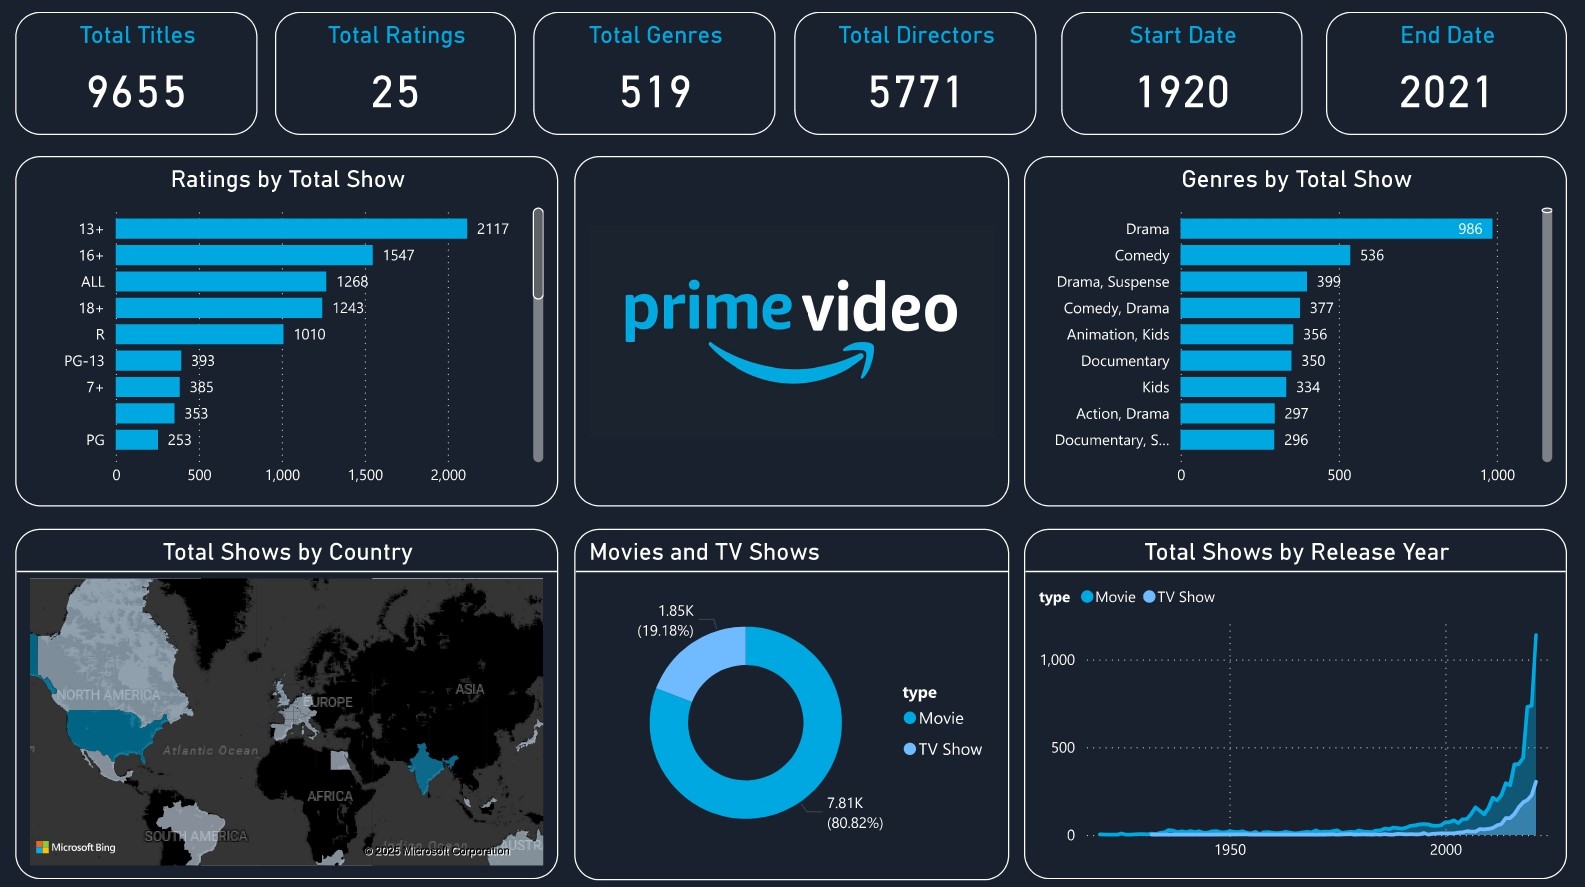 Total Titles
9655
Total Ratings
25
Total Genres
519
Total Directors
5771
Start Date
1920
End Date
2021
Ratings by Total Show
13+ 2117
16+ 1547
ALL 1268
18+ 1243
R 1010
PG-13 393
7+ 385
353
PG 253
0 500 1,000 1,500 2,000
prime video
Genres by Total Show
Drama 986
Comedy 536
Drama, Suspense 399
Comedy, Drama 377
Animation, Kids 356
Documentary 350
Kids 334
Action, Drama 297
Documentary, S... 296
0 500 1,000
Total Shows by Country
NORTH AMERICA
EUROPE
ASIA
Atlantic Ocean
AFRICA
SOUTH AMERICA
Indian Ocean
AUSTR
Microsoft Bing
© 2025 Microsoft Corporation
Movies and TV Shows
1.85K
(19.18%)
7.81K
(80.82%)
type
Movie
TV Show
Total Shows by Release Year
type Movie TV Show
1,000
500
0
1950 2000